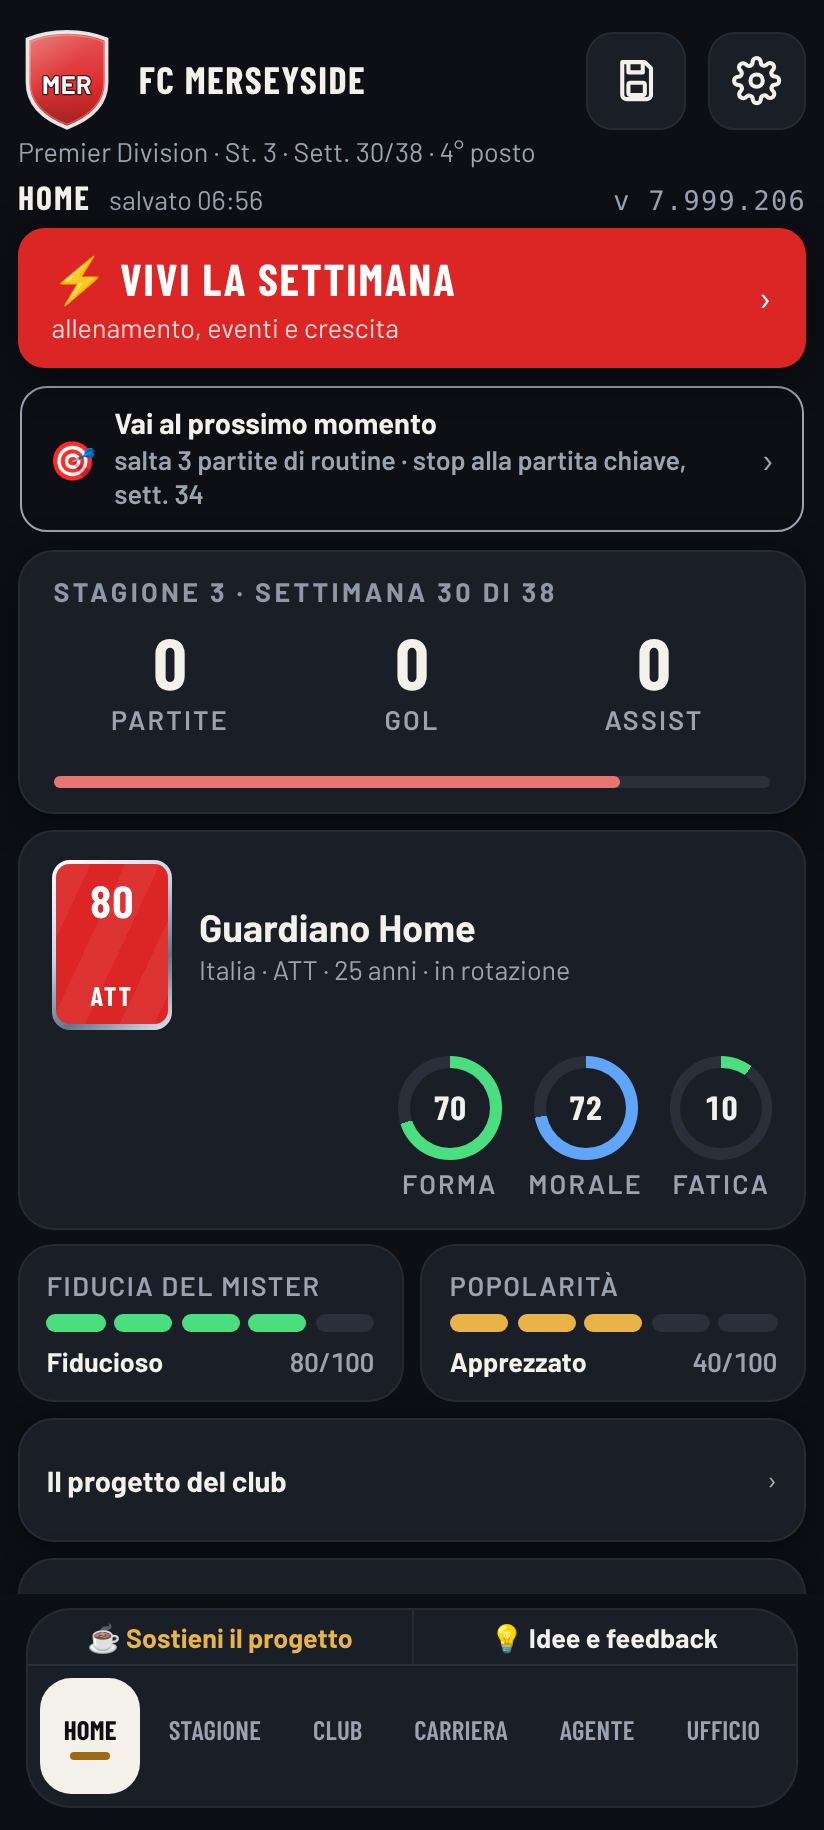 MER
FC MERSEYSIDE
Premier Division · St. 3 · Sett. 30/38 · 4° posto
HOME salvato 06:56 v 7.999.206
⚡ VIVI LA SETTIMANA
allenamento, eventi e crescita
›
Vai al prossimo momento
salta 3 partite di routine · stop alla partita chiave,
sett. 34
›
STAGIONE 3 · SETTIMANA 30 DI 38
0 0 0
PARTITE GOL ASSIST
80
ATT
Guardiano Home
Italia · ATT · 25 anni · in rotazione
70 72 10
FORMA MORALE FATICA
FIDUCIA DEL MISTER
Fiducioso 80/100
POPOLARITÀ
Apprezzato 40/100
Il progetto del club ›
☕ Sostieni il progetto 💡 Idee e feedback
HOME STAGIONE CLUB CARRIERA AGENTE UFFICIO